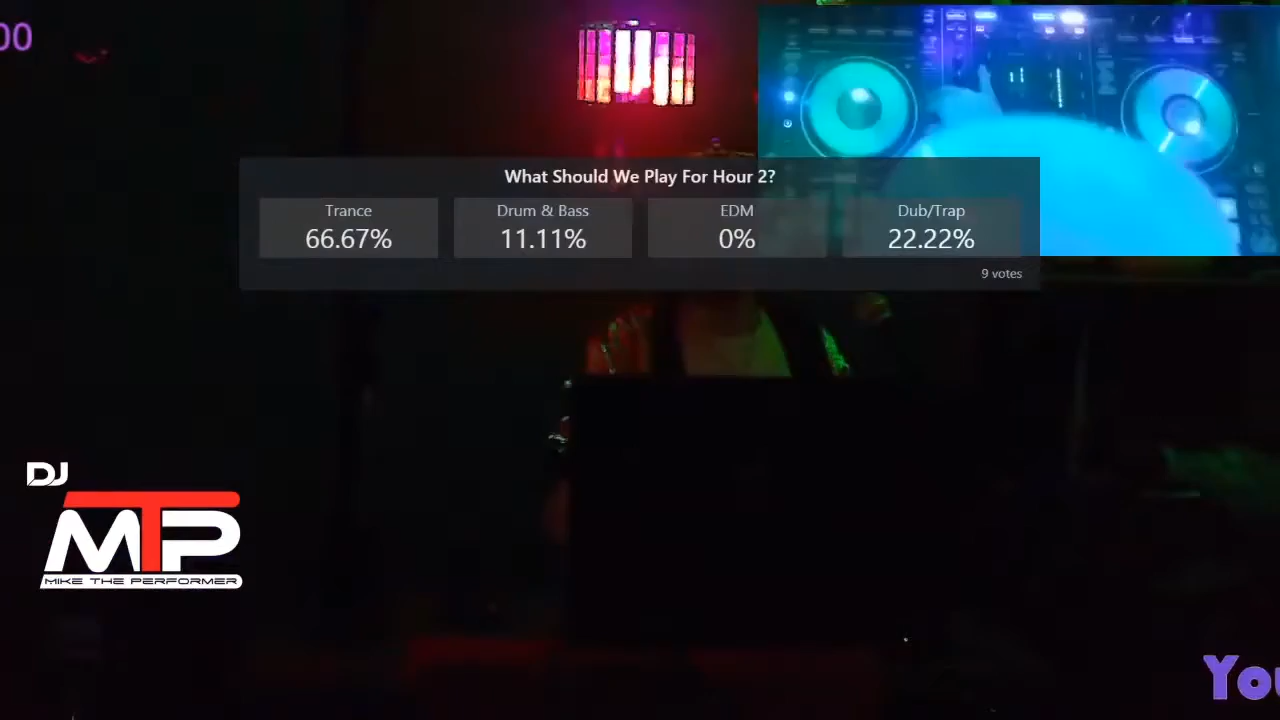 00
What Should We Play For Hour 2?
Trance
Drum & Bass
EDM
Dub/Trap
66.67%
11.11%
0%
22.22%
9 votes
DJ
MTP
MIKE THE PERFORMER
You